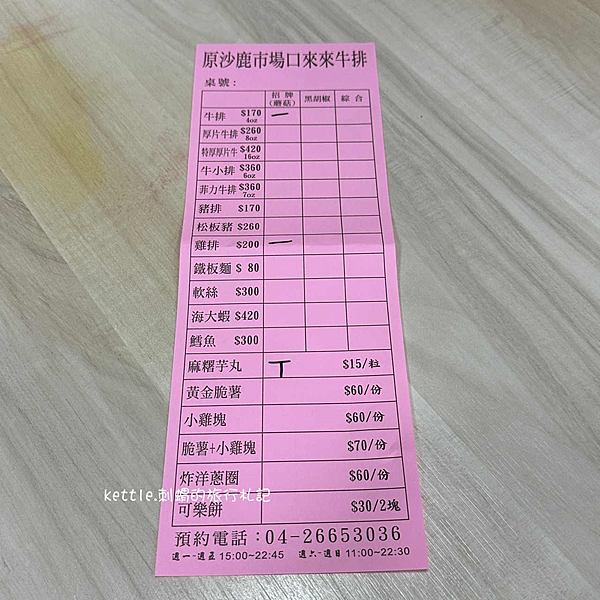 原沙鹿市場口來來牛排
桌號：
招牌(蘑菇) 黑胡椒 綜合
牛排 $170 4oz 一
厚片牛排 $260 8oz
特厚厚片牛 $420 16oz
牛小排 $360 6oz
菲力牛排 $360 7oz
豬排 $170
松板豬 $260
雞排 $200 一
鐵板麵 $ 80
軟絲 $300
海大蝦 $420
鱈魚 $300
麻糬芋丸 丅 $15/粒
黃金脆薯 $60/份
小雞塊 $60/份
脆薯+小雞塊 $70/份
炸洋蔥圈 $60/份
kettle.刺蝟的旅行札記
可樂餅 $30/2塊
預約電話：04-26653036
週一-週五 15:00~22:45 週六-週日 11:00~22:30